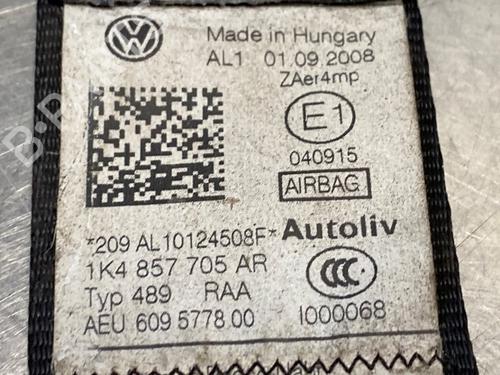 Made in Hungary
AL1 01.09.2008
ZAer4mp
E1
040915
AIRBAG
*209 AL10124508F* Autoliv
1K4 857 705 AR
Typ 489 RAA
AEU 609 5778 00
CCC
I000068